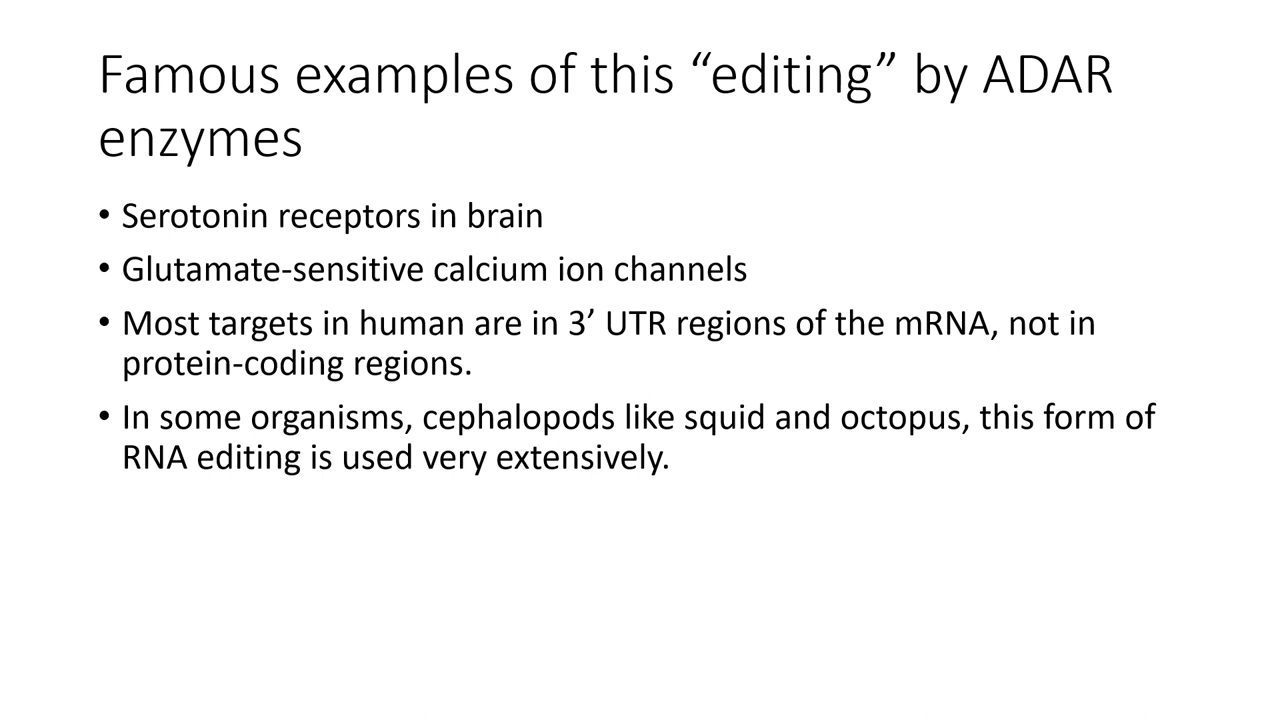 Famous examples of this “editing” by ADAR
enzymes
• Serotonin receptors in brain
• Glutamate-sensitive calcium ion channels
• Most targets in human are in 3’ UTR regions of the mRNA, not in
protein-coding regions.
• In some organisms, cephalopods like squid and octopus, this form of
RNA editing is used very extensively.